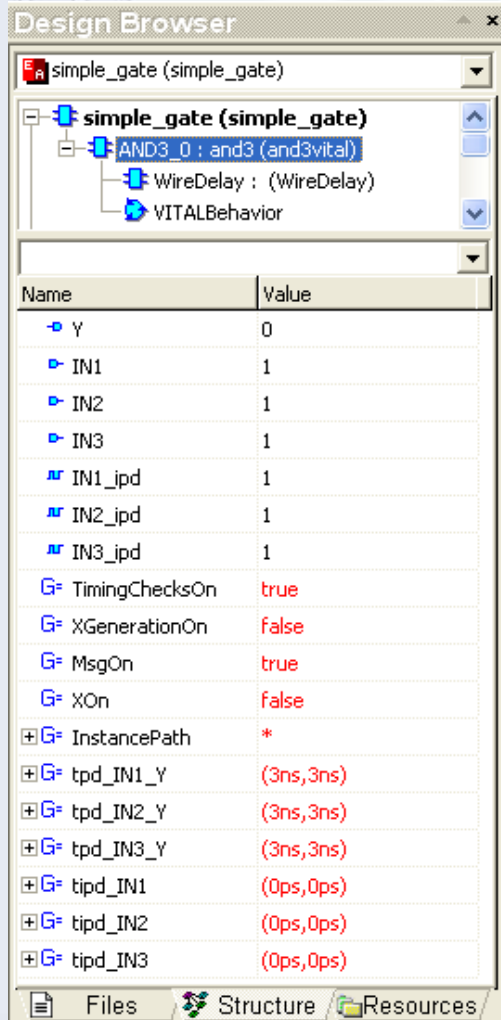 Design Browser
simple_gate (simple_gate)
simple_gate (simple_gate)
AND3_0 : and3 (and3vital)
WireDelay : (WireDelay)
VITALBehavior
Name Value
Y 0
IN1 1
IN2 1
IN3 1
IN1_ipd 1
IN2_ipd 1
IN3_ipd 1
G= TimingChecksOn true
G= XGenerationOn false
G= MsgOn true
G= XOn false
G= InstancePath *
G= tpd_IN1_Y (3ns,3ns)
G= tpd_IN2_Y (3ns,3ns)
G= tpd_IN3_Y (3ns,3ns)
G= tipd_IN1 (0ps,0ps)
G= tipd_IN2 (0ps,0ps)
G= tipd_IN3 (0ps,0ps)
Files Structure Resources